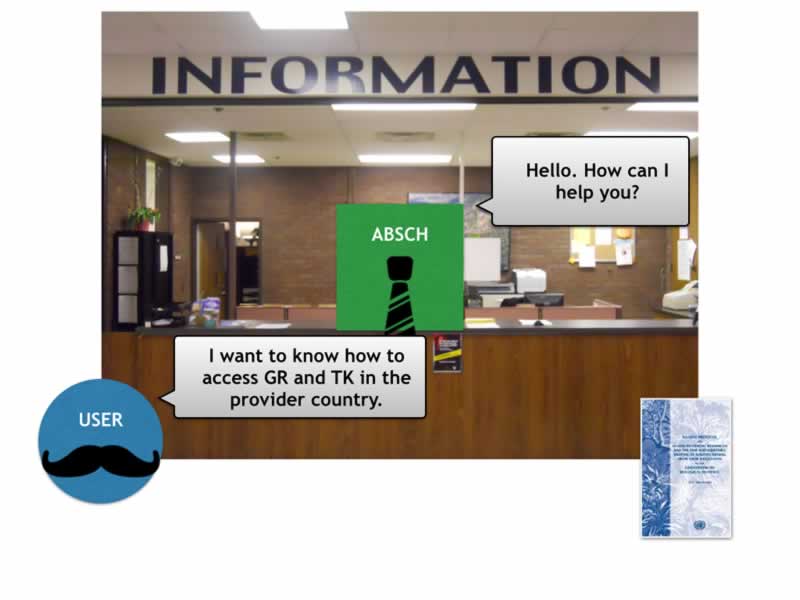 INFORMATION
Hello. How can I
help you?
ABSCH
I want to know how to
access GR and TK in the
provider country.
USER